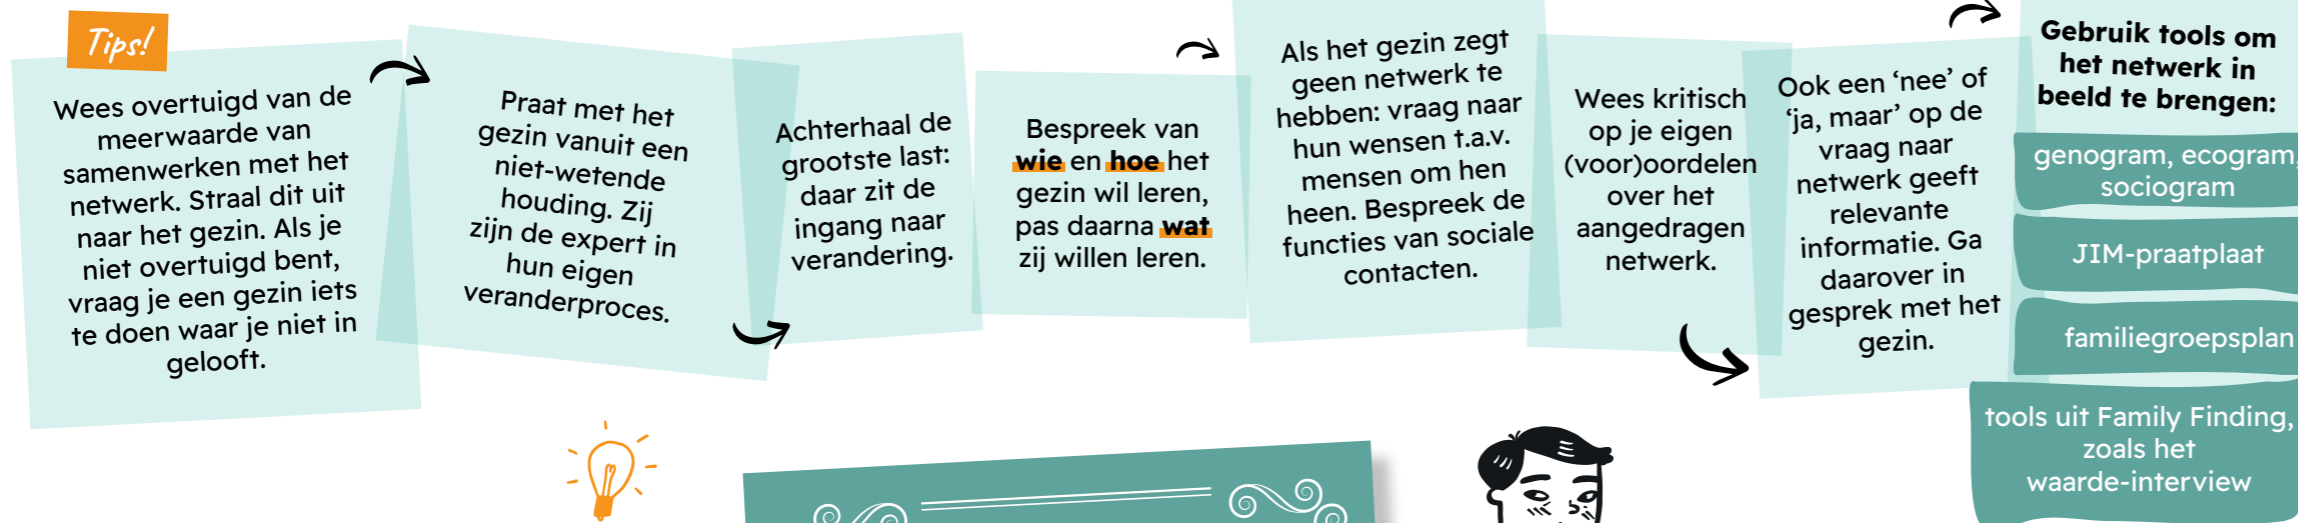 Tips!
Wees overtuigd van de
meerwaarde van
samenwerken met het
netwerk. Straal dit uit
naar het gezin. Als je
niet overtuigd bent,
vraag je een gezin iets
te doen waar je niet in
gelooft.
Praat met het
gezin vanuit een
niet-wetende
houding. Zij
zijn de expert in
hun eigen
veranderproces.
Achterhaal de
grootste last:
daar zit de
ingang naar
verandering.
Bespreek van
wie en hoe het
gezin wil leren,
pas daarna wat
zij willen leren.
Als het gezin zegt
geen netwerk te
hebben: vraag naar
hun wensen t.a.v.
mensen om hen
heen. Bespreek de
functies van sociale
contacten.
Wees kritisch
op je eigen
(voor)oordelen
over het
aangedragen
netwerk.
Ook een ‘nee’ of
‘ja, maar’ op de
vraag naar
netwerk geeft
relevante
informatie. Ga
daarover in
gesprek met het
gezin.
Gebruik tools om
het netwerk in
beeld te brengen:
genogram, ecogram,
sociogram
JIM-praatplaat
familiegroepsplan
tools uit Family Finding,
zoals het
waarde-interview